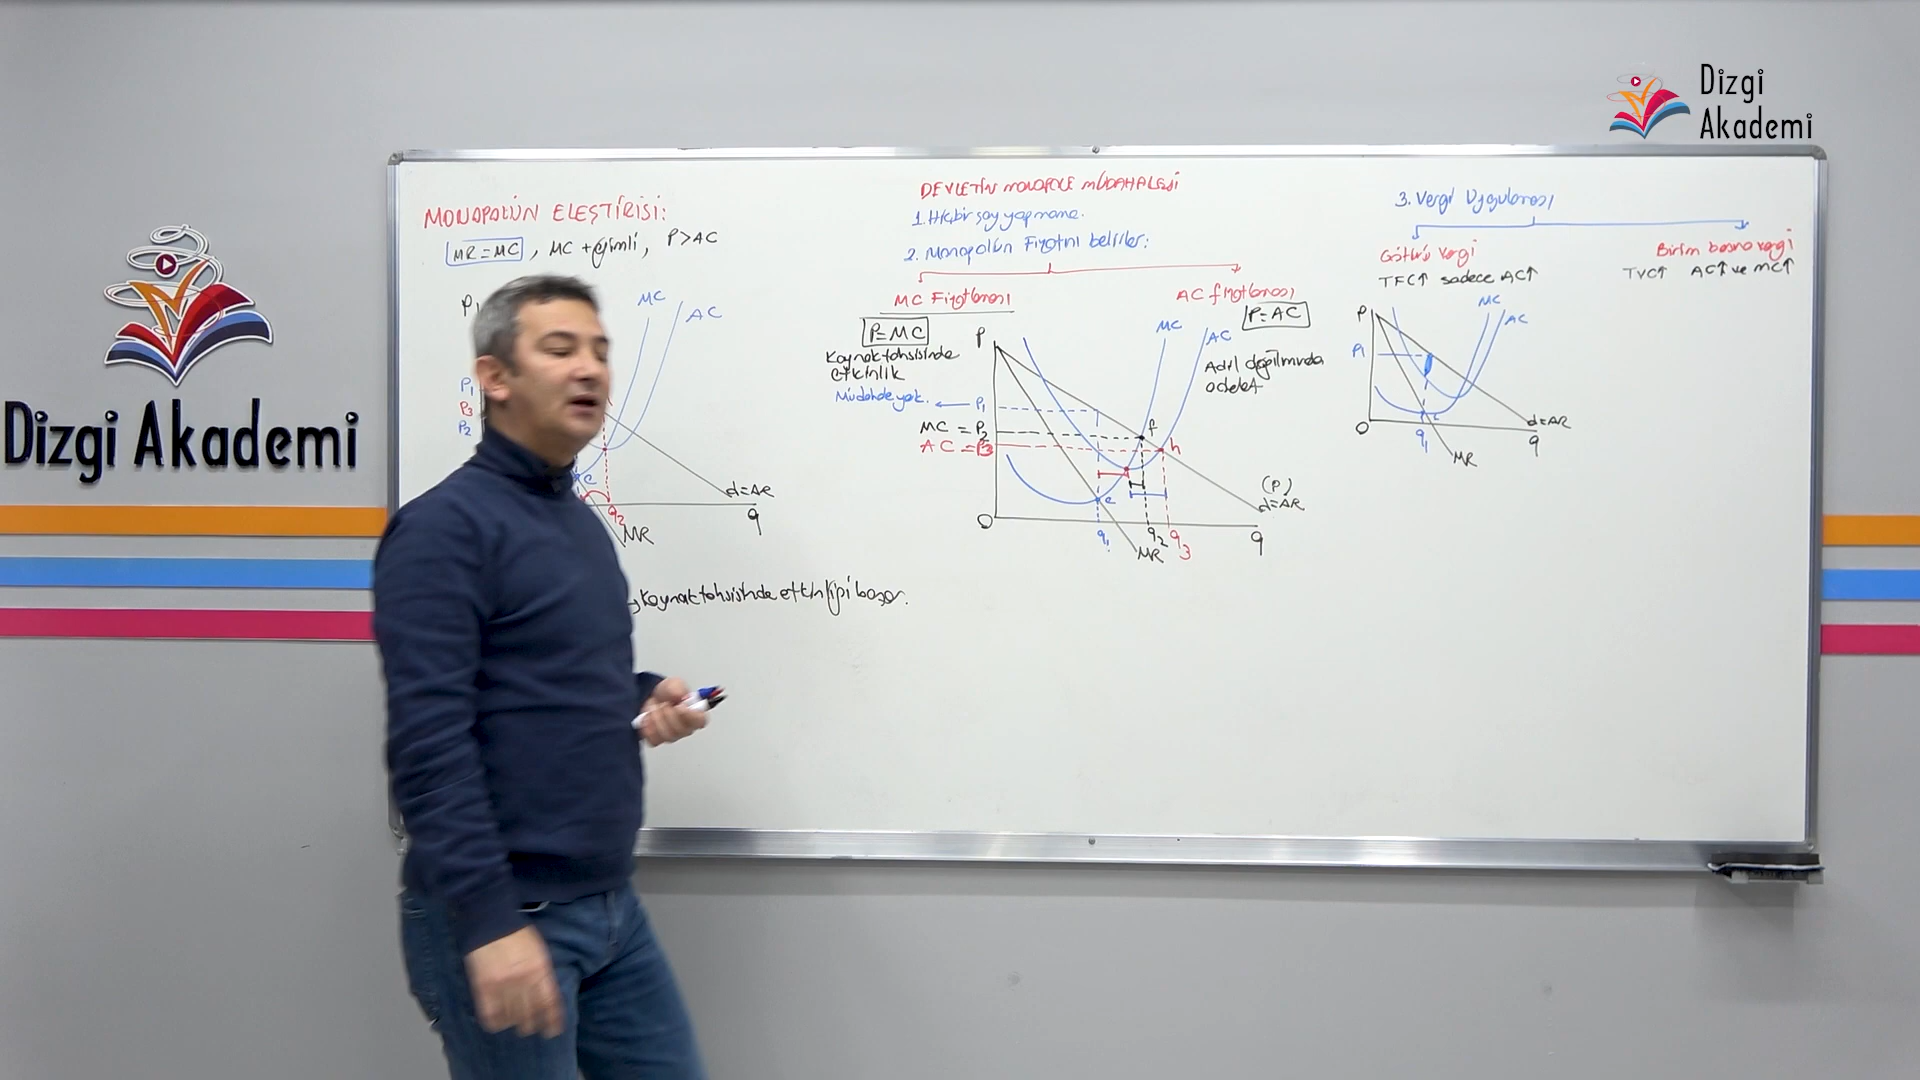 Dizgi
Akademi
Dizgi Akademi
MONOPOLÜN ELEŞTİRİSİ:
MR = MC, MC + eğimli, P > AC
MC
AC
P1
P3
P2
e
q2
MR
d=AR
q
kaynak tahsisinde etkinliği bozar.
DEVLETİN MONOPOLE MÜDAHALESİ
1. Hiçbir şey yapmama.
2. Monopolün Fiyatını belirler:
MC Fiyatlaması
P=MC
Kaynak tahsisinde
etkinlik
Müdahale yok.
P1
MC = P2
AC = P3
AC fiyatlaması
P=AC
P
MC
AC
f
h
e
(P)
d=AR
O
q1
MR
q2
q3
q
3. Vergi Uygulaması
Götürü vergi
TFC↑ sadece AC↑
Birim başına vergi
TVC↑ AC↑ ve MC↑
P
MC
AC
P1
O
q1
MR
d=AR
q